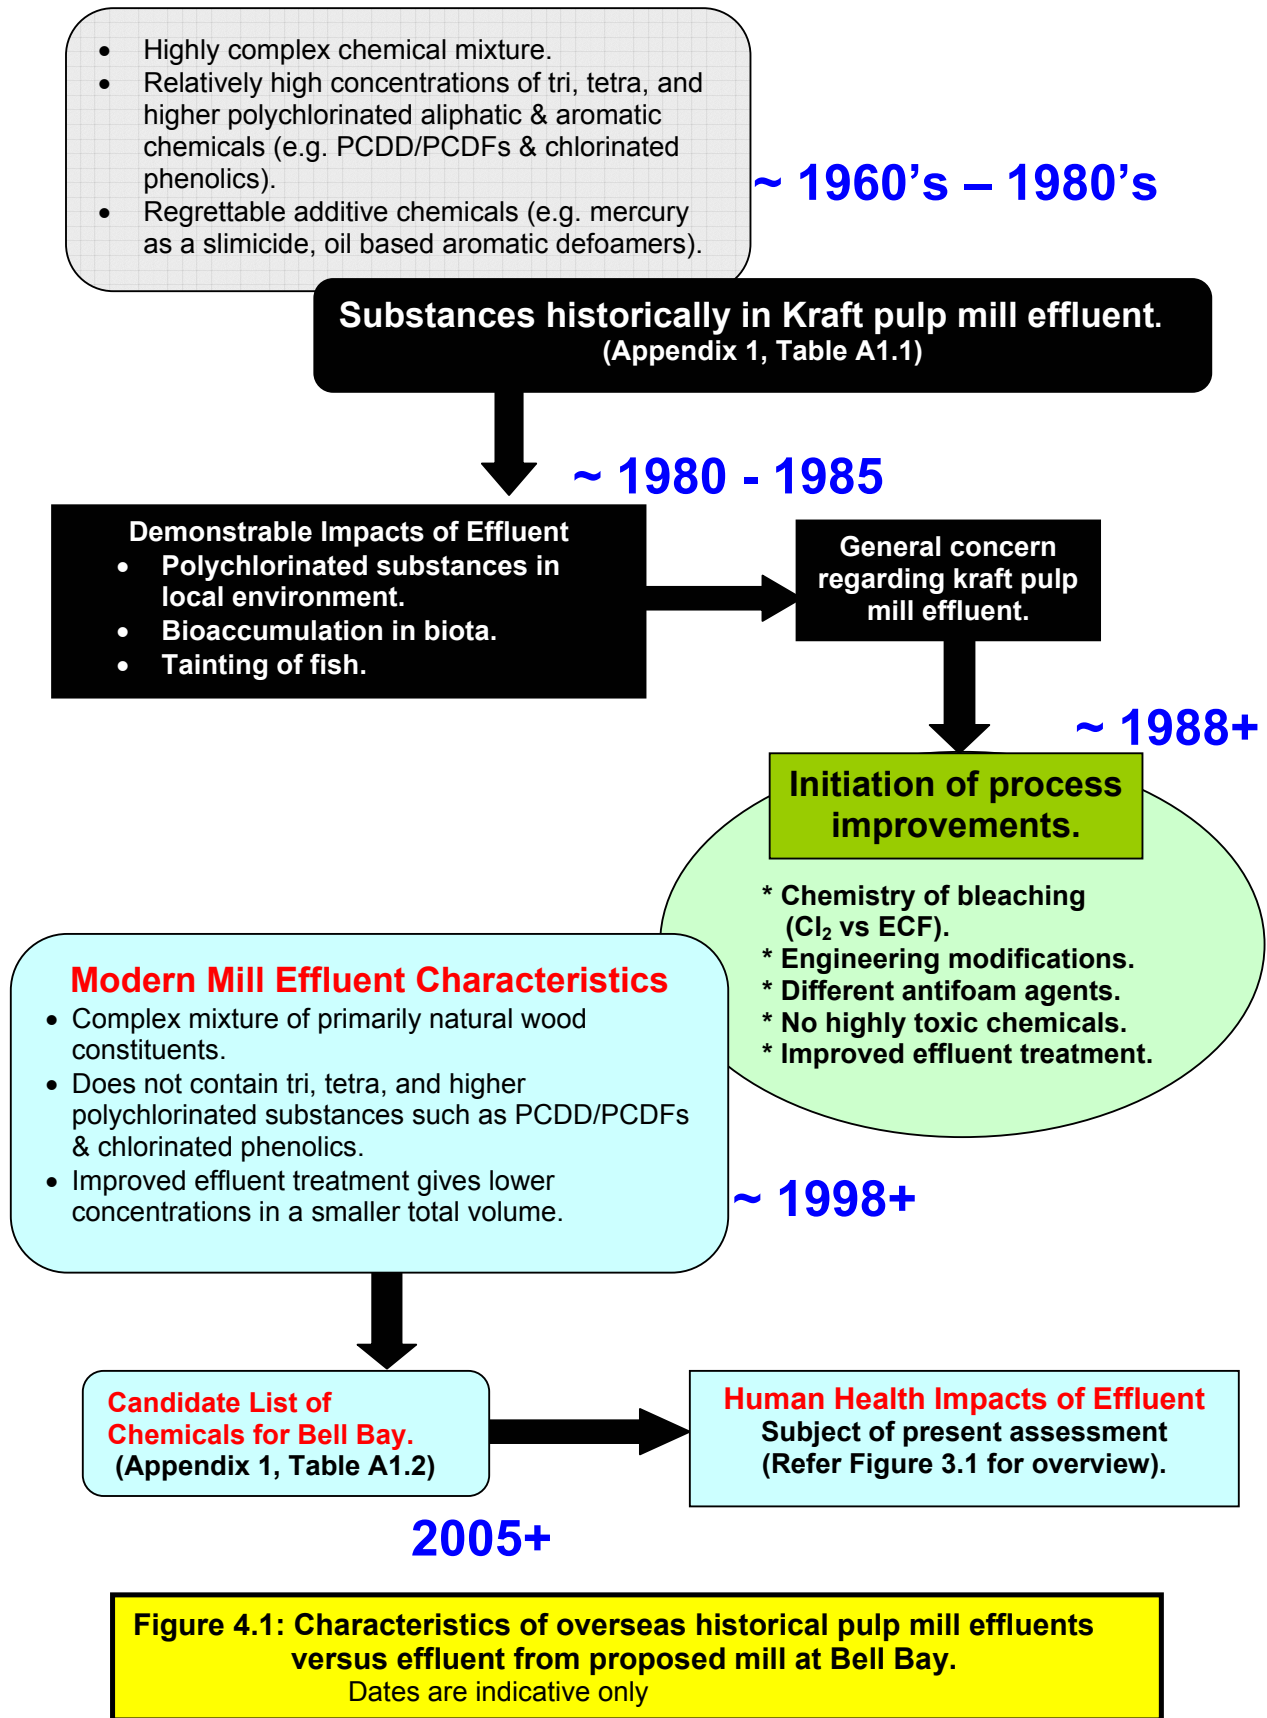 • Highly complex chemical mixture.
• Relatively high concentrations of tri, tetra, and
higher polychlorinated aliphatic & aromatic
chemicals (e.g. PCDD/PCDFs & chlorinated
phenolics).
• Regrettable additive chemicals (e.g. mercury
as a slimicide, oil based aromatic defoamers).
~ 1960’s – 1980’s
Substances historically in Kraft pulp mill effluent.
(Appendix 1, Table A1.1)
~ 1980 - 1985
Demonstrable Impacts of Effluent
• Polychlorinated substances in
local environment.
• Bioaccumulation in biota.
• Tainting of fish.
General concern
regarding kraft pulp
mill effluent.
~ 1988+
Initiation of process
improvements.
* Chemistry of bleaching
(Cl₂ vs ECF).
* Engineering modifications.
* Different antifoam agents.
* No highly toxic chemicals.
* Improved effluent treatment.
Modern Mill Effluent Characteristics
• Complex mixture of primarily natural wood
constituents.
• Does not contain tri, tetra, and higher
polychlorinated substances such as PCDD/PCDFs
& chlorinated phenolics.
• Improved effluent treatment gives lower
concentrations in a smaller total volume.
~ 1998+
Candidate List of
Chemicals for Bell Bay.
(Appendix 1, Table A1.2)
Human Health Impacts of Effluent
Subject of present assessment
(Refer Figure 3.1 for overview).
2005+
Figure 4.1: Characteristics of overseas historical pulp mill effluents
versus effluent from proposed mill at Bell Bay.
Dates are indicative only